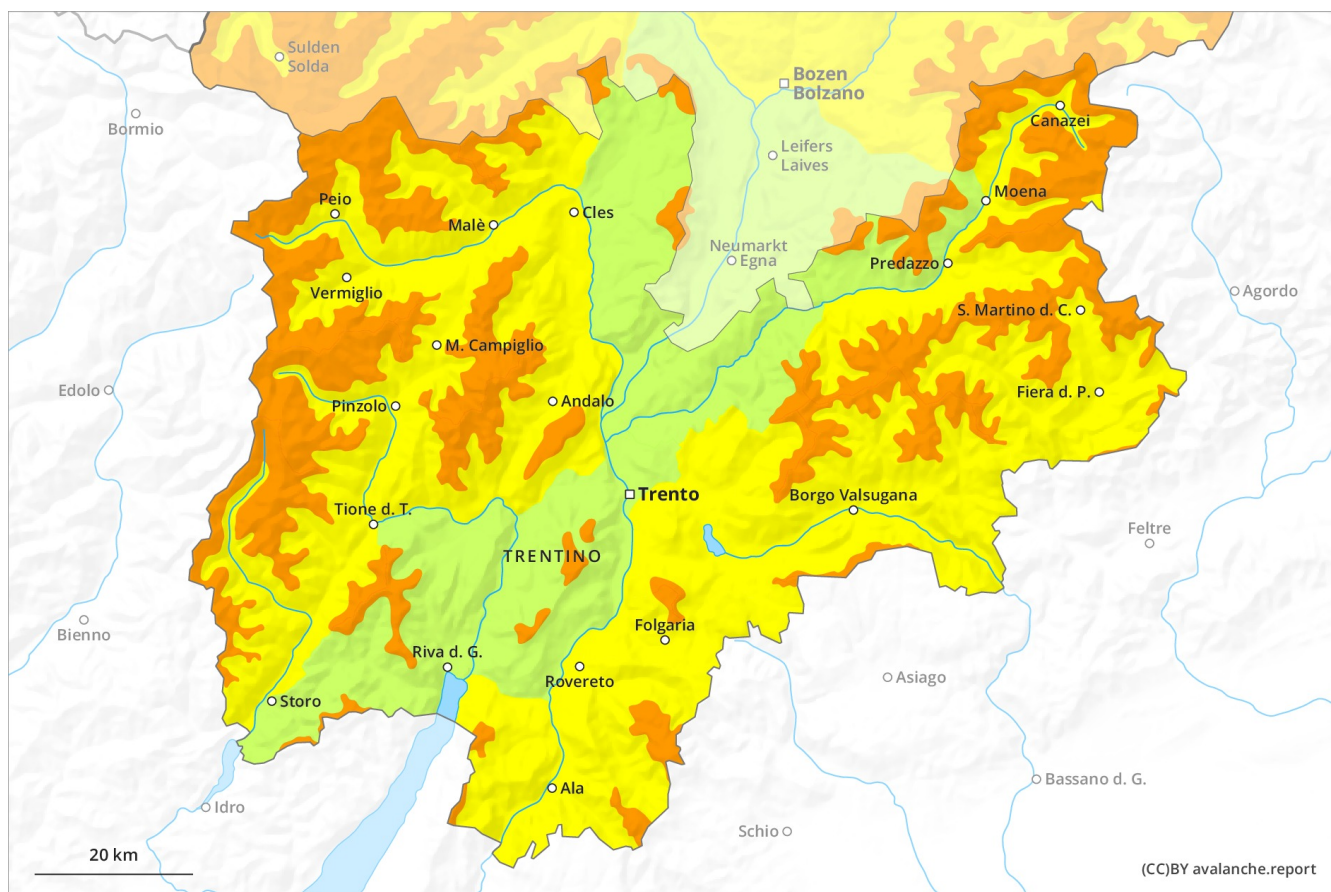 Sulden
Solda
Bozen
Bolzano
Bormio
Canazei
Leifers
Laives
Moena
Peio
Cles
Malè
Neumarkt
Egna
Predazzo
Vermiglio
Agordo
S. Martino d. C.
M. Campiglio
Edolo
Andalo
Fiera d. P.
Pinzolo
Trento
Borgo Valsugana
Tione d. T.
Feltre
TRENTINO
Bienno
Folgaria
Riva d. G.
Rovereto
Asiago
Storo
Bassano d. G.
Ala
Idro
Schio
20 km
(CC)BY avalanche.report